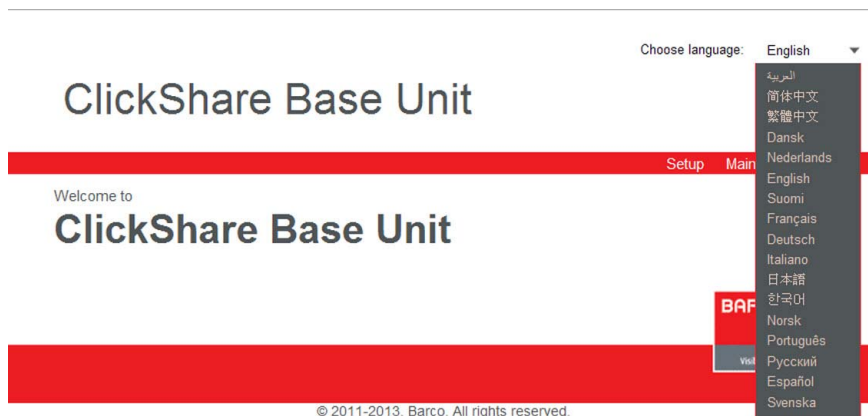 Choose language: English
ClickShare Base Unit
العربية
简体中文
繁體中文
Dansk
Nederlands
English
Suomi
Français
Deutsch
Italiano
日本語
한국어
Norsk
Português
Русский
Español
Svenska
Setup
Welcome to
ClickShare Base Unit
© 2011-2013, Barco. All rights reserved.